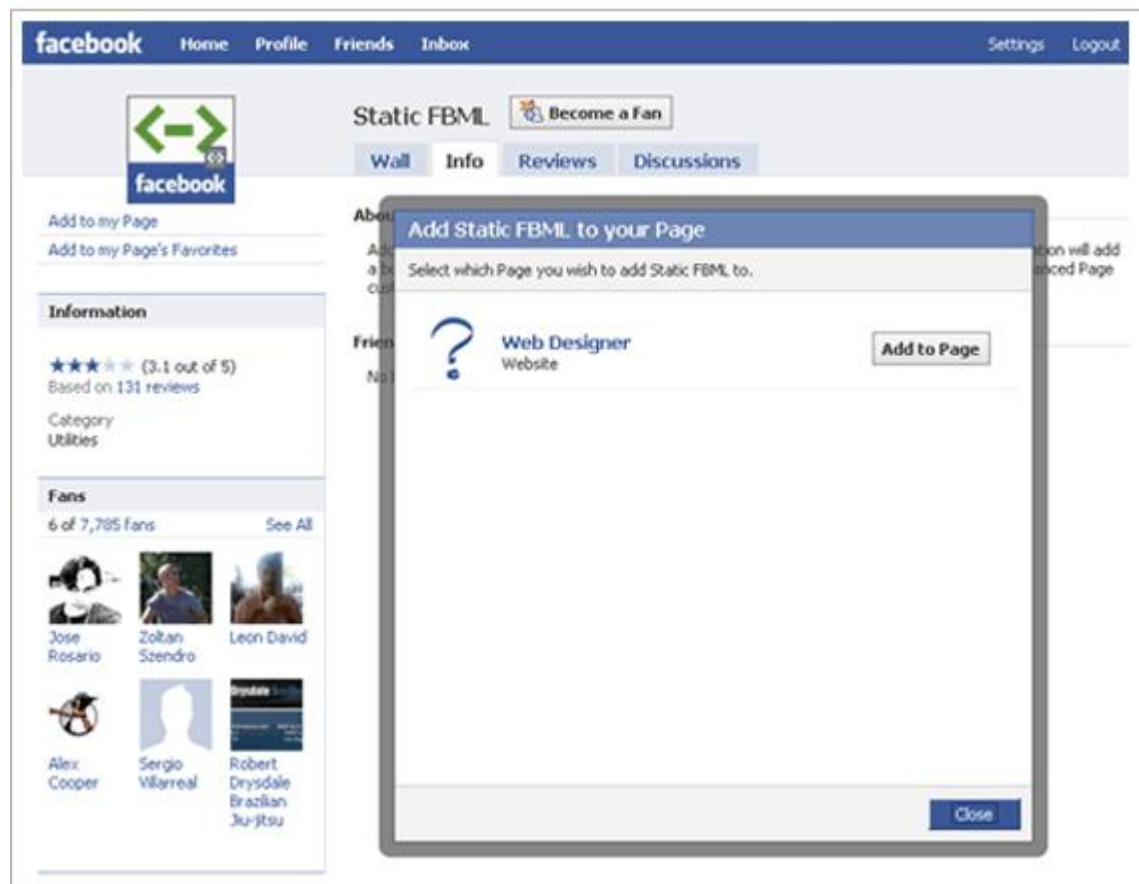 facebook Home Profile Friends Inbox Settings Logout
facebook
Static FBML Become a Fan
Wall Info Reviews Discussions
Add to my Page
Add to my Page's Favorites
Information
(3.1 out of 5)
Based on 131 reviews
Category
Utilities
Fans
6 of 7,785 fans See All
Jose
Rosario
Zoltan
Szendro
Leon David
Alex
Cooper
Sergio
Villarreal
Robert
Drysdale
Brazilian
Jiu-jitsu
Add Static FBML to your Page
Select which Page you wish to add Static FBML to.
Web Designer
Website
Add to Page
Close
will add
Page